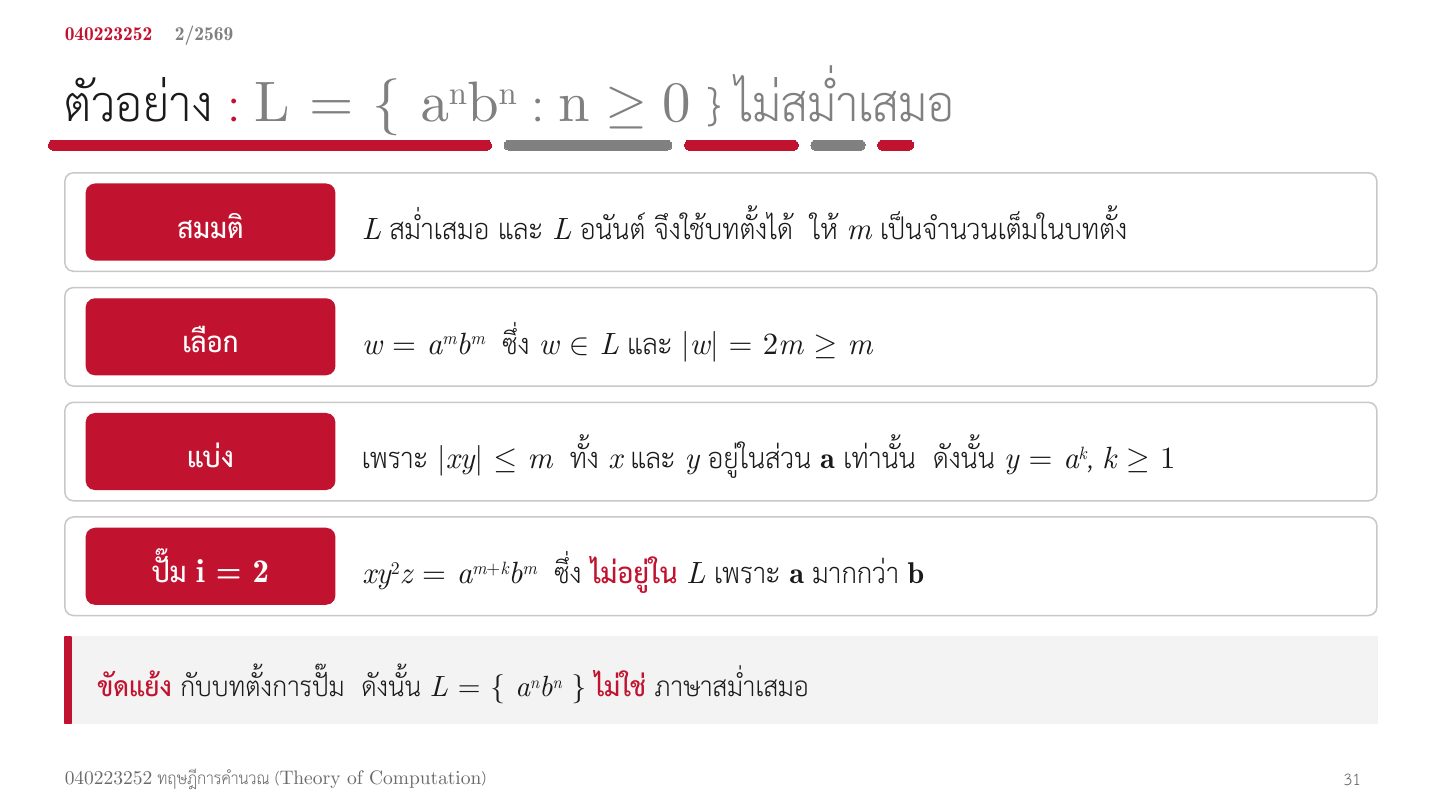 040223252 2/2569
ตัวอย่าง : L = { aⁿbⁿ : n ≥ 0 } ไม่สม่ำเสมอ
สมมติ L สม่ำเสมอ และ L อนันต์ จึงใช้บทตั้งได้ ให้ m เป็นจำนวนเต็มในบทตั้ง
เลือก w = aᵐbᵐ ซึ่ง w ∈ L และ |w| = 2m ≥ m
แบ่ง เพราะ |xy| ≤ m ทั้ง x และ y อยู่ในส่วน a เท่านั้น ดังนั้น y = aᵏ, k ≥ 1
ปั๊ม i = 2 xy²z = aᵐ⁺ᵏbᵐ ซึ่ง ไม่อยู่ใน L เพราะ a มากกว่า b
ขัดแย้ง กับบทตั้งการปั๊ม ดังนั้น L = { aⁿbⁿ } ไม่ใช่ ภาษาสม่ำเสมอ
040223252 ทฤษฎีการคำนวณ (Theory of Computation) 31